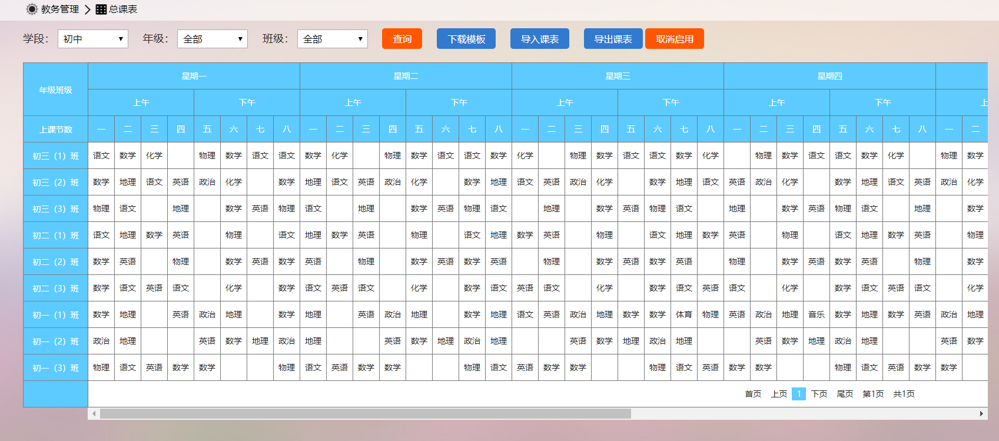 教务管理 总课表
学段： 初中 年级： 全部 班级： 全部 查询 下载模板 导入课表 导出课表 取消启用
年级班级 星期一 星期二 星期三 星期四
上午 下午 上午 下午 上午 下午 上午 下午 上
上课节数 一 二 三 四 五 六 七 八 一 二 三 四 五 六 七 八 一 二 三 四 五 六 七 八 一 二 三 四 五 六 七 八 一 二
初三（1）班 语文 数学 化学 物理 数学 语文 语文 数学 化学 物理 数学 语文 语文 数学 化学 物理 数学 语文 语文 数学 化学 物理 数学 语文 语文 数学 化学 物理 数学
初三（2）班 数学 地理 语文 英语 政治 化学 数学 地理 语文 英语 政治 化学 数学 地理 语文 英语 政治 化学 数学 地理 语文 英语 政治 化学 数学 地理 语文 英语 政治 化学
初三（3）班 物理 语文 地理 数学 英语 物理 语文 地理 数学 英语 物理 语文 地理 数学 英语 物理 语文 地理 数学 英语 物理 语文 地理 数学
初二（1）班 语文 地理 数学 英语 物理 语文 地理 数学 英语 物理 语文 地理 数学 英语 物理 语文 地理 数学 英语 物理 语文 地理 数学 英语 物理
初二（2）班 数学 英语 物理 数学 英语 数学 英语 物理 数学 英语 数学 英语 物理 数学 英语 数学 英语 物理 数学 英语 数学 英语 物理 数学
初二（3）班 数学 语文 英语 语文 化学 数学 语文 英语 语文 化学 数学 语文 英语 语文 化学 数学 语文 英语 语文 化学 数学 语文 英语 语文 化学
初一（1）班 数学 地理 英语 政治 地理 数学 地理 英语 政治 地理 数学 地理 语文 英语 政治 地理 数学 数学 体育 物理 英语 政治 地理 音乐 数学 地理 数学 英语 政治 地理
初一（2）班 政治 地理 英语 数学 地理 政治 地理 英语 数学 地理 政治 地理 英语 数学 地理 政治 地理 英语 数学 地理 政治 地理 英语 数学
初一（3）班 物理 语文 英语 数学 数学 物理 语文 英语 数学 数学 物理 语文 英语 数学 数学 物理 语文 英语 数学 数学 物理 语文 英语 数学 数学
首页 上页 1 下页 尾页 第1页 共1页